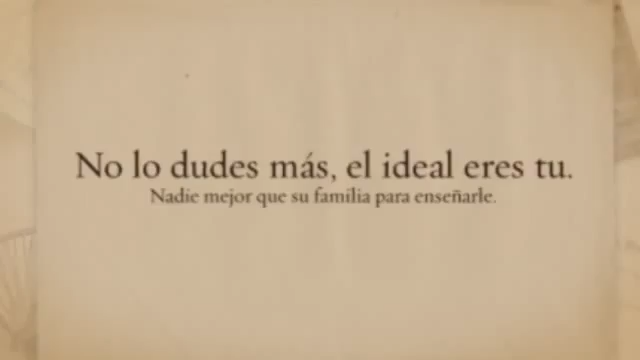 No lo dudes más, el ideal eres tu.
Nadie mejor que su familia para enseñarle.